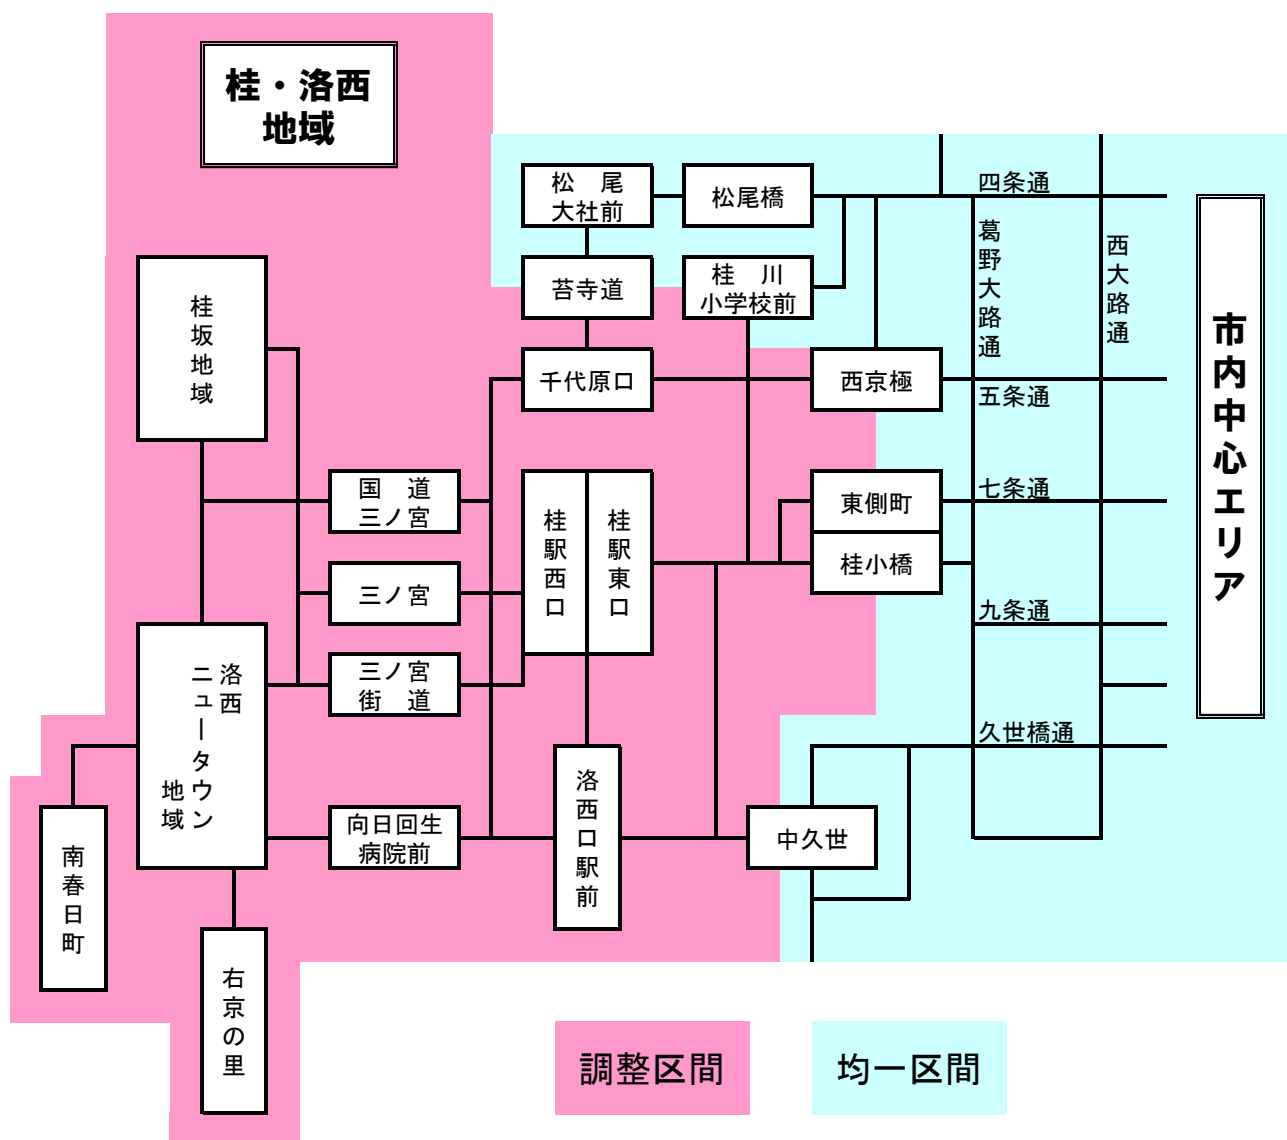 桂・洛西
地域
松　尾
大社前
松尾橋
四条通
葛野大路通
西大路通
市内中心エリア
苔寺道
桂　川
小学校前
桂坂地域
千代原口
西京極
五条通
国　道
三ノ宮
桂駅西口
桂駅東口
東側町
七条通
桂小橋
三ノ宮
九条通
三ノ宮
街　道
洛西
ニュータウン
地域
久世橋通
洛西口駅前
向日回生
病院前
中久世
南春日町
右京の里
調整区間
均一区間